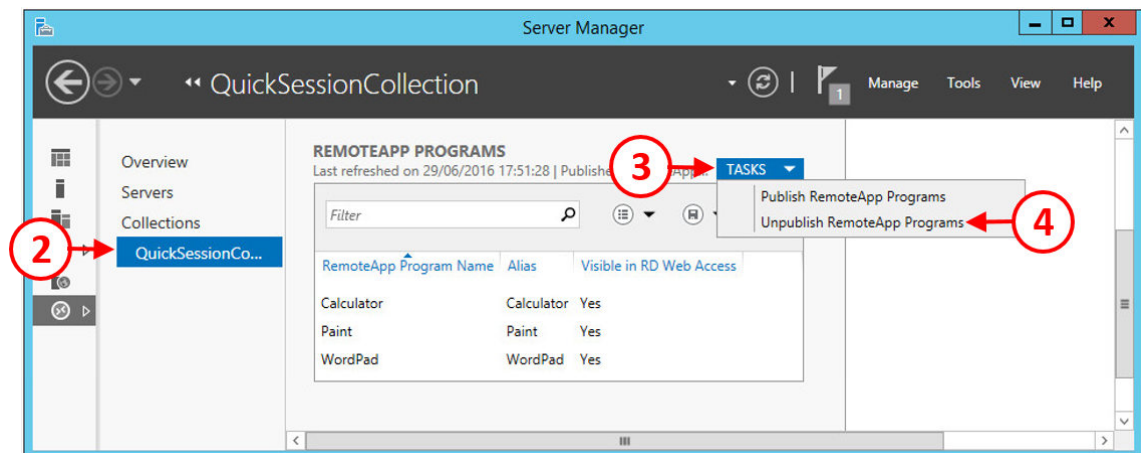 Server Manager
QuickSessionCollection
1
Manage Tools View Help
Overview
Servers
Collections
QuickSessionCo...
2
REMOTEAPP PROGRAMS
Last refreshed on 29/06/2016 17:51:28 | Publishe
3
TASKS
Publish RemoteApp Programs
Unpublish RemoteApp Programs
4
Filter
RemoteApp Program Name Alias Visible in RD Web Access
Calculator Calculator Yes
Paint Paint Yes
WordPad WordPad Yes